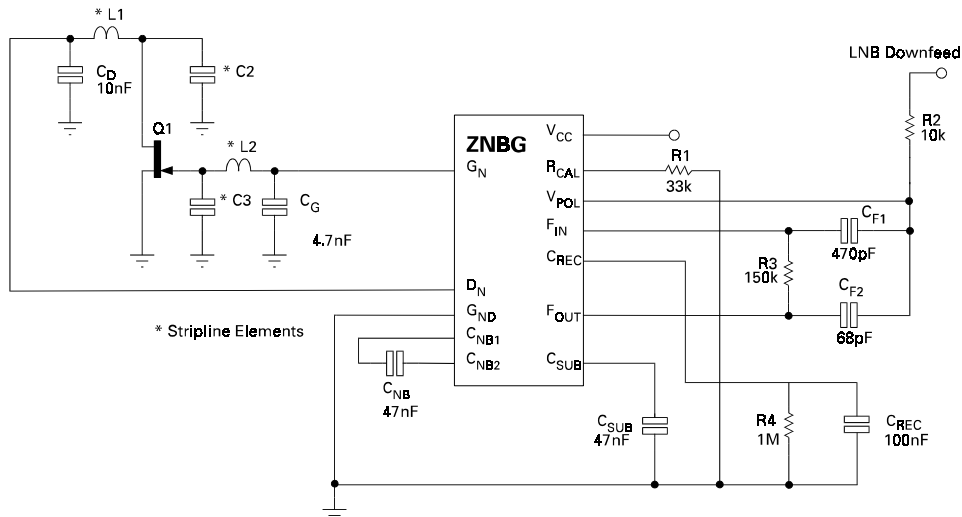 * L1
C_D
10nF
* C2
Q1
* L2
* C3
C_G
4.7nF
* Stripline Elements
ZNBG
G_N
D_N
G_ND
C_NB1
C_NB2
C_NB
47nF
V_CC
R_CAL
V_POL
F_IN
C_REC
F_OUT
C_SUB
R1
33k
LNB Downfeed
R2
10k
C_F1
470pF
R3
150k
C_F2
68pF
C_SUB
47nF
R4
1M
C_REC
100nF